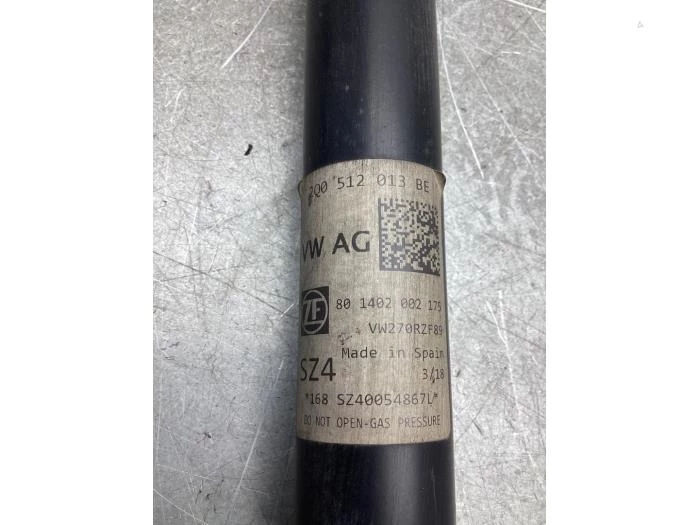 2Q0 512 013 BE
VW AG
ZF
80 1402 002 175
VW270RZF89
Made in Spain
SZ4
3/18
*168 SZ40054867L*
DO NOT OPEN-GAS PRESSURE